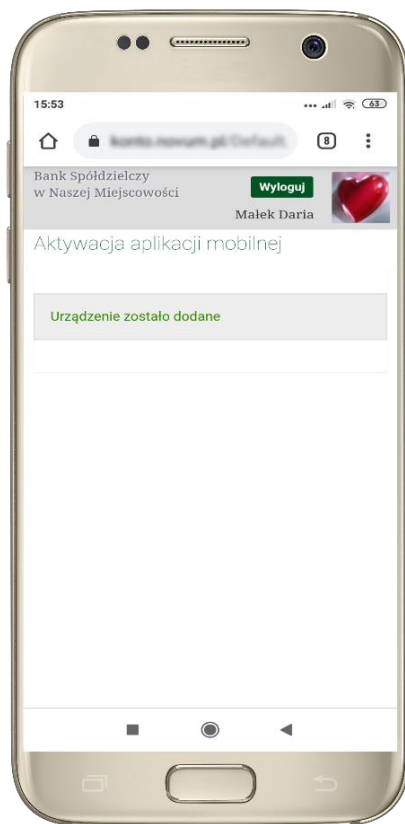 15:53
63
8
Bank Spółdzielczy
w Naszej Miejscowości
Wyloguj
Małek Daria
Aktywacja aplikacji mobilnej
Urządzenie zostało dodane